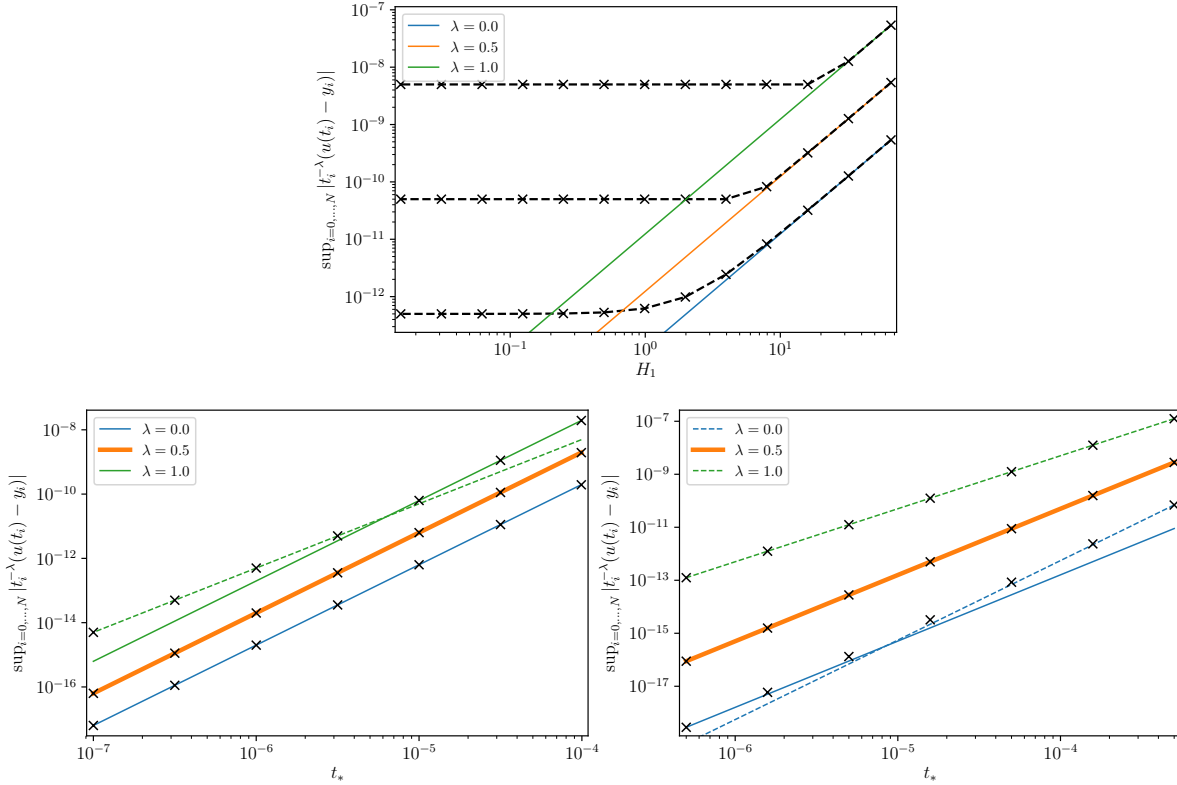 10^{-7}
10^{-8}
10^{-9}
10^{-10}
10^{-11}
10^{-12}
sup_{i=0,...,N} |t_i^{-λ}(u(t_i) − y_i)|
λ = 0.0
λ = 0.5
λ = 1.0
10^{-1} 10^{0} 10^{1}
H_1
10^{-8}
10^{-10}
10^{-12}
10^{-14}
10^{-16}
sup_{i=0,...,N} |t_i^{-λ}(u(t_i) − y_i)|
λ = 0.0
λ = 0.5
λ = 1.0
10^{-7} 10^{-6} 10^{-5} 10^{-4}
t_*
10^{-7}
10^{-9}
10^{-11}
10^{-13}
10^{-15}
10^{-17}
sup_{i=0,...,N} |t_i^{-λ}(u(t_i) − y_i)|
λ = 0.0
λ = 0.5
λ = 1.0
10^{-6} 10^{-5} 10^{-4}
t_*